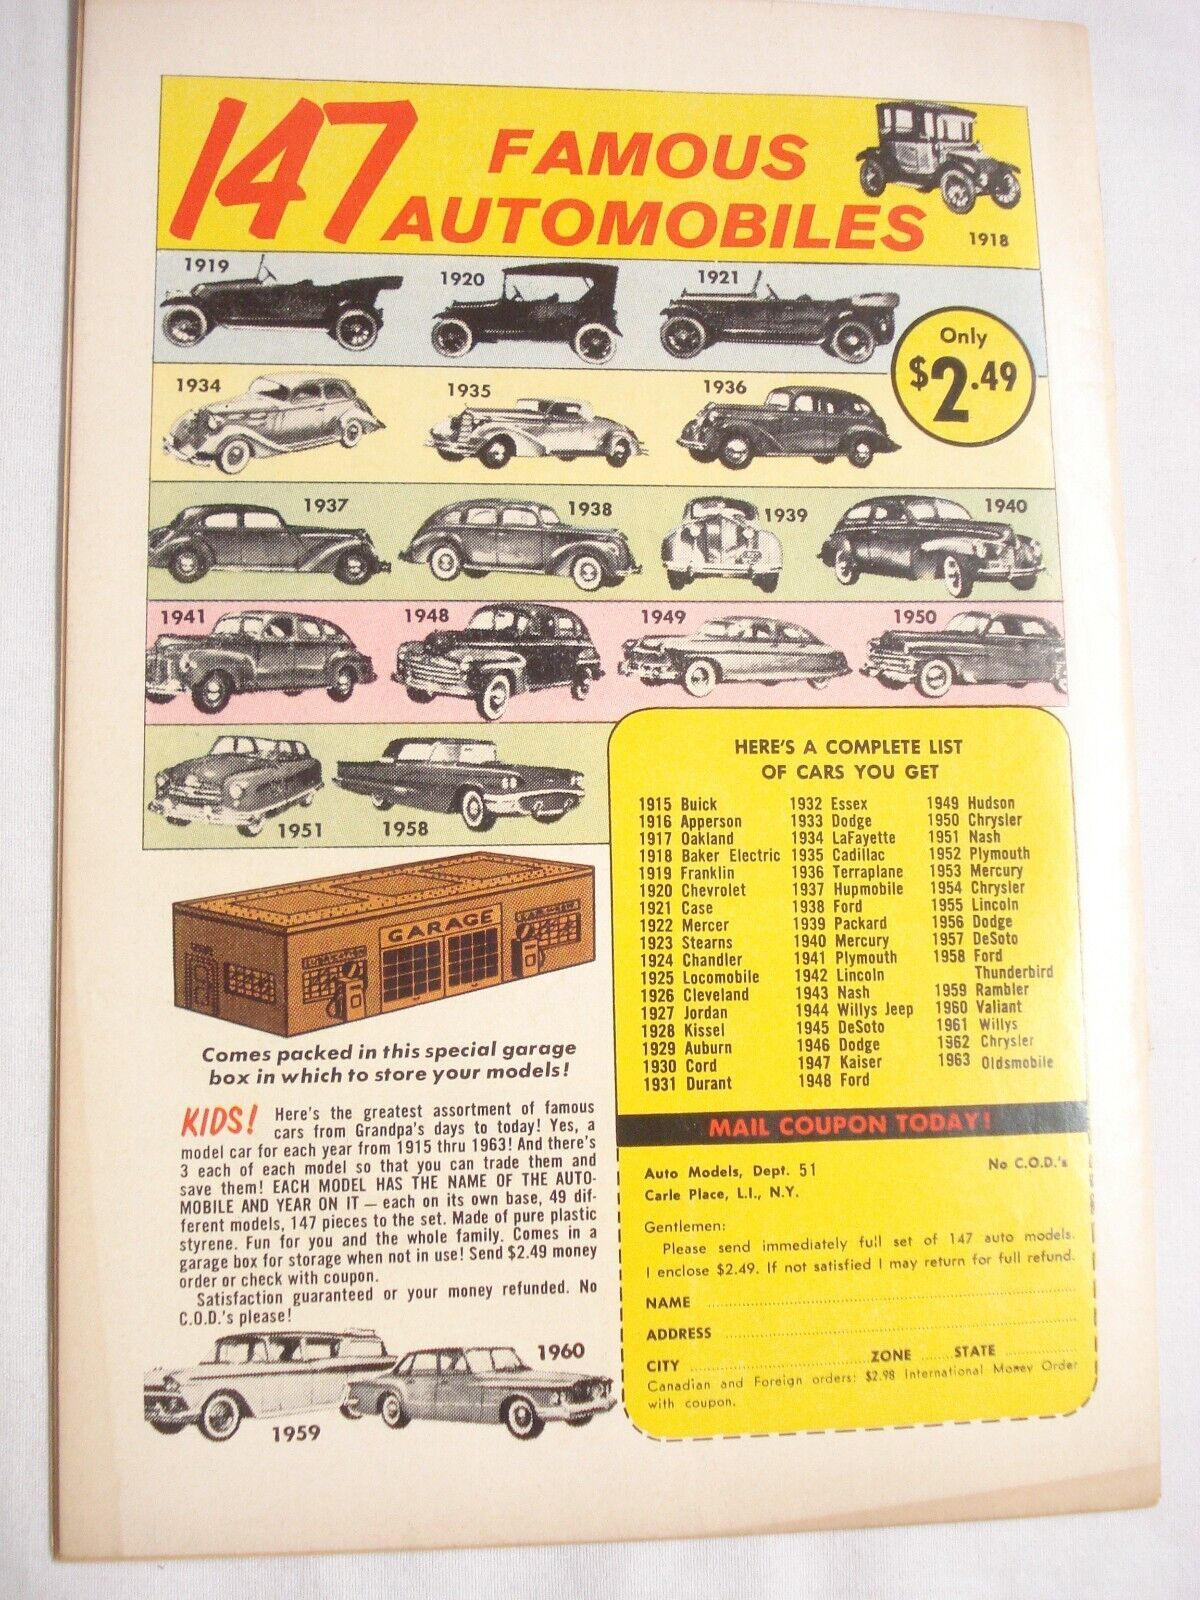 147 FAMOUS
AUTOMOBILES
1918
1919
1920
1921
Only
$2.49
1934
1935
1936
1937
1938
1939
1940
1941
1948
1949
1950
1951
1958
HERE'S A COMPLETE LIST
OF CARS YOU GET
1915 Buick
1916 Apperson
1917 Oakland
1918 Baker Electric
1919 Franklin
1920 Chevrolet
1921 Case
1922 Mercer
1923 Stearns
1924 Chandler
1925 Locomobile
1926 Cleveland
1927 Jordan
1928 Kissel
1929 Auburn
1930 Cord
1931 Durant
1932 Essex
1933 Dodge
1934 LaFayette
1935 Cadillac
1936 Terraplane
1937 Hupmobile
1938 Ford
1939 Packard
1940 Mercury
1941 Plymouth
1942 Lincoln
1943 Nash
1944 Willys Jeep
1945 DeSoto
1946 Dodge
1947 Kaiser
1948 Ford
1949 Hudson
1950 Chrysler
1951 Nash
1952 Plymouth
1953 Mercury
1954 Chrysler
1955 Lincoln
1956 Dodge
1957 DeSoto
1958 Ford
Thunderbird
1959 Rambler
1960 Valiant
1961 Willys
1962 Chrysler
1963 Oldsmobile
GARAGE
Comes packed in this special garage
box in which to store your models!
KIDS! Here's the greatest assortment of famous
cars from Grandpa's days to today! Yes, a
model car for each year from 1915 thru 1963! And there's
3 each of each model so that you can trade them and
save them! EACH MODEL HAS THE NAME OF THE AUTO-
MOBILE AND YEAR ON IT — each on its own base, 49 dif-
ferent models, 147 pieces to the set. Made of pure plastic
styrene. Fun for you and the whole family. Comes in a
garage box for storage when not in use! Send $2.49 money
order or check with coupon.
Satisfaction guaranteed or your money refunded. No
C.O.D.'s please!
1959
1960
MAIL COUPON TODAY!
Auto Models, Dept. 51 No C.O.D.'s
Carle Place, L.I., N.Y.
Gentlemen:
Please send immediately full set of 147 auto models.
I enclose $2.49. If not satisfied I may return for full refund.
NAME
ADDRESS
CITY ZONE STATE
Canadian and Foreign orders: $2.98 International Money Order
with coupon.